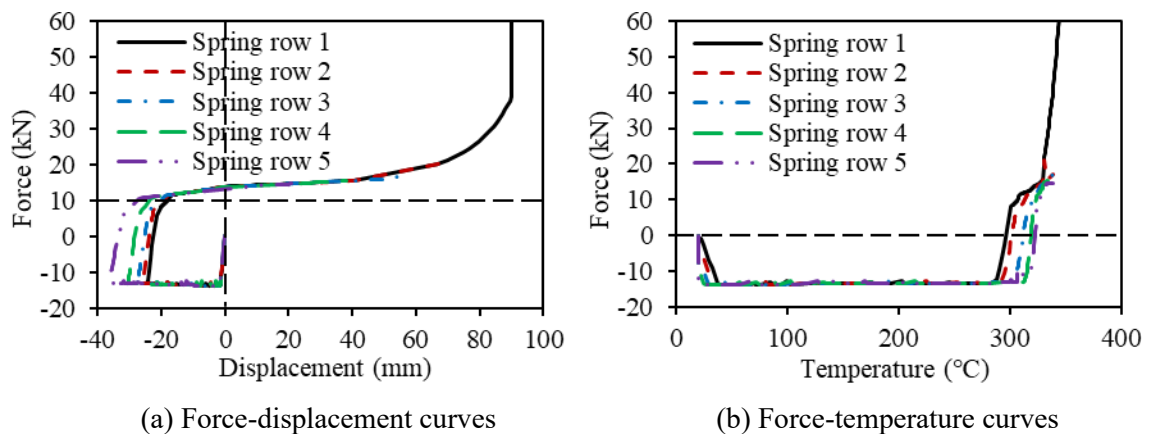 60
50
40
30
20
10
0
-10
-20
Force (kN)
Spring row 1
Spring row 2
Spring row 3
Spring row 4
Spring row 5
-40 -20 0 20 40 60 80 100
Displacement (mm)
(a) Force-displacement curves
60
50
40
30
20
10
0
-10
-20
Force (kN)
Spring row 1
Spring row 2
Spring row 3
Spring row 4
Spring row 5
0 100 200 300 400
Temperature (℃)
(b) Force-temperature curves